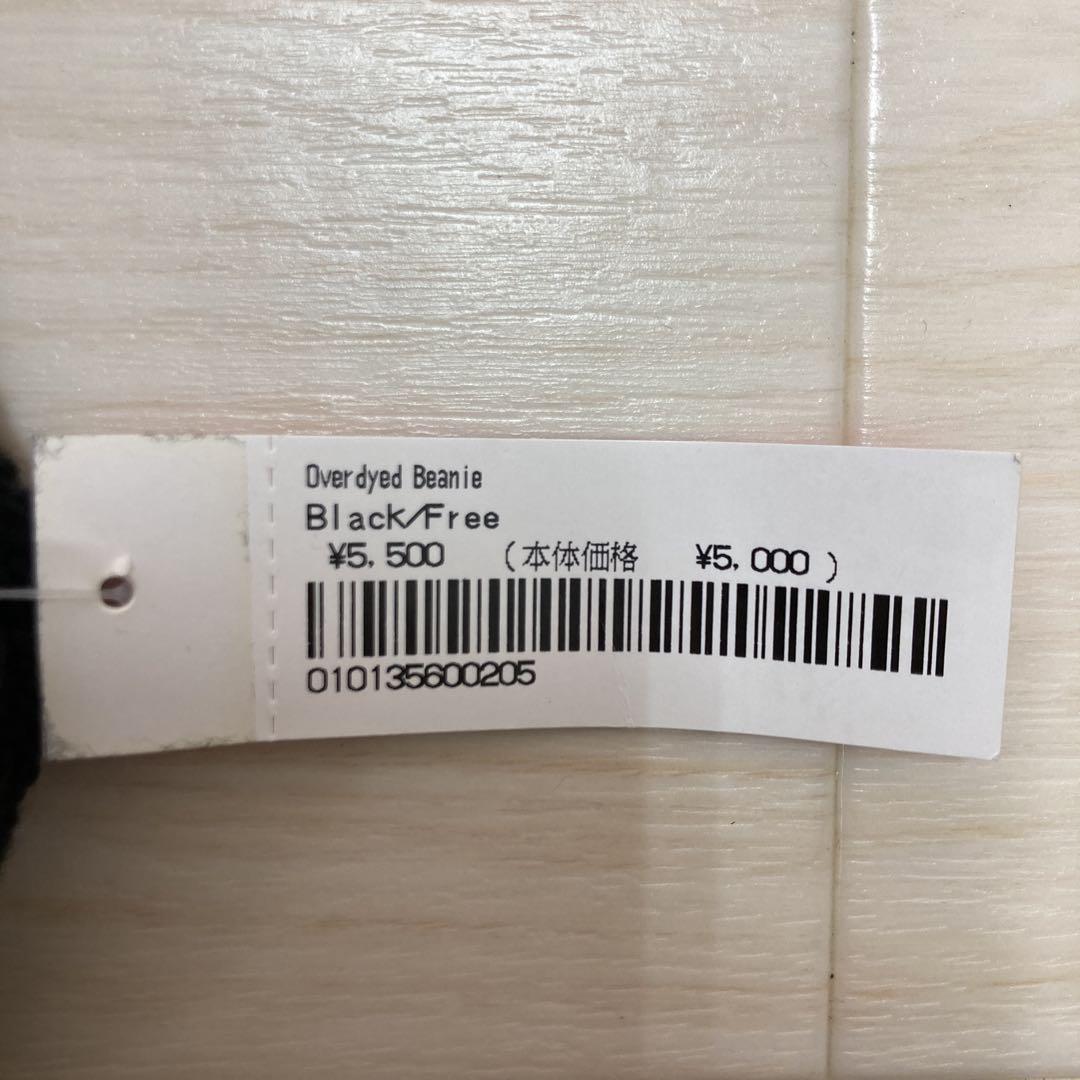 Overdyed Beanie
Black/Free
¥5,500 (本体価格 ¥5,000)
010135600205